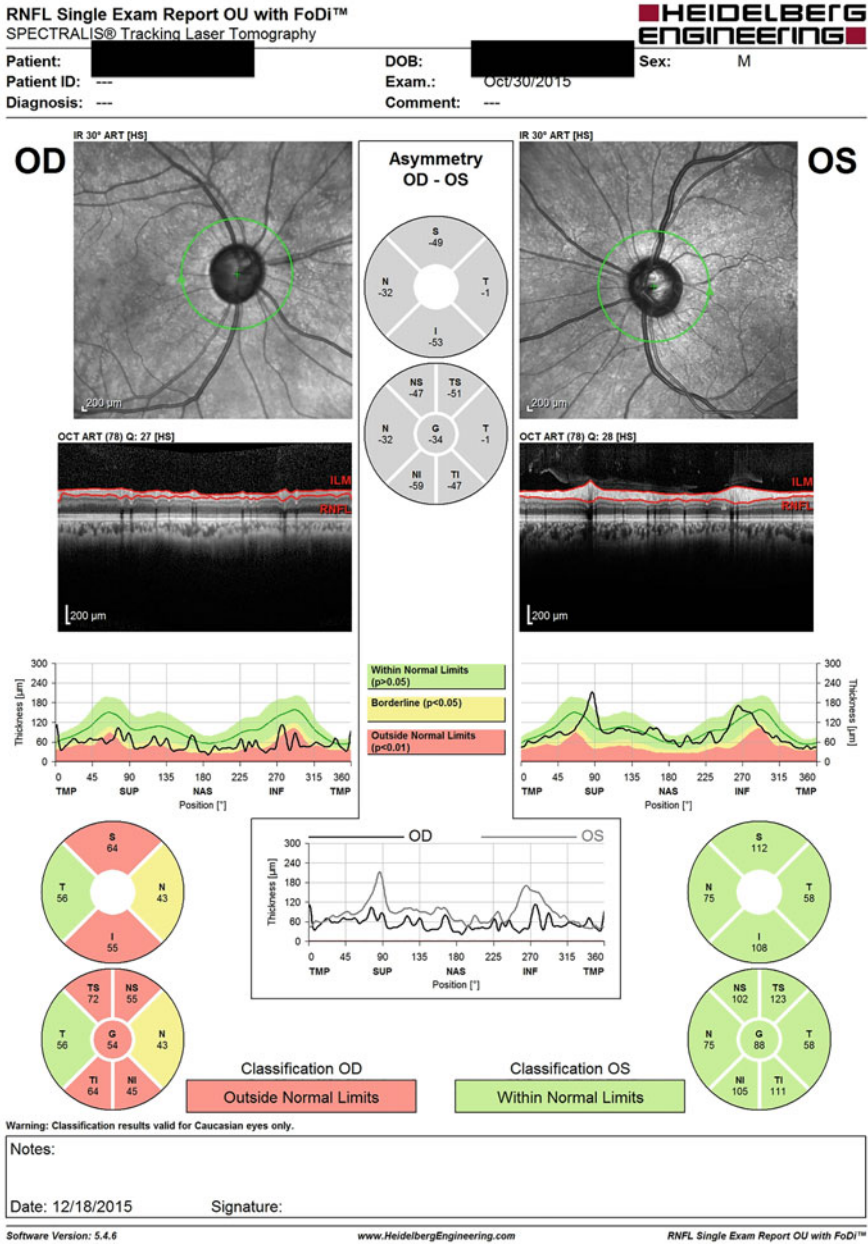 RNFL Single Exam Report OU with FoDi™
SPECTRALIS® Tracking Laser Tomography
HEIDELBERG
ENGINEERING
Patient:
DOB:
Sex: M
Patient ID: ---
Exam.: Oct/30/2015
Diagnosis: ---
Comment: ---
IR 30° ART [HS]
OD
200 µm
Asymmetry
OD - OS
S
-49
N
-32
T
-1
I
-53
NS
-47
TS
-51
N
-32
G
-34
T
-1
NI
-59
TI
-47
IR 30° ART [HS]
OS
200 µm
OCT ART (78) Q: 27 [HS]
ILM
RNFL
200 µm
OCT ART (78) Q: 28 [HS]
ILM
RNFL
200 µm
Thickness [µm]
300
240
180
120
60
0
0 45 90 135 180 225 270 315 360
TMP SUP NAS INF TMP
Position [°]
Within Normal Limits
(p>0.05)
Borderline (p<0.05)
Outside Normal Limits
(p<0.01)
300
240
180
120
60
0
Thickness [µm]
0 45 90 135 180 225 270 315 360
TMP SUP NAS INF TMP
Position [°]
S
64
T
56
N
43
I
55
TS
72
NS
55
T
56
G
54
N
43
TI
64
NI
45
OD OS
Thickness [µm]
300
240
180
120
60
0
0 45 90 135 180 225 270 315 360
TMP SUP NAS INF TMP
Position [°]
S
112
N
75
T
58
I
108
NS
102
TS
123
N
75
G
88
T
58
NI
105
TI
111
Classification OD
Outside Normal Limits
Classification OS
Within Normal Limits
Warning: Classification results valid for Caucasian eyes only.
Notes:
Date: 12/18/2015 Signature:
Software Version: 5.4.6 www.HeidelbergEngineering.com RNFL Single Exam Report OU with FoDi™